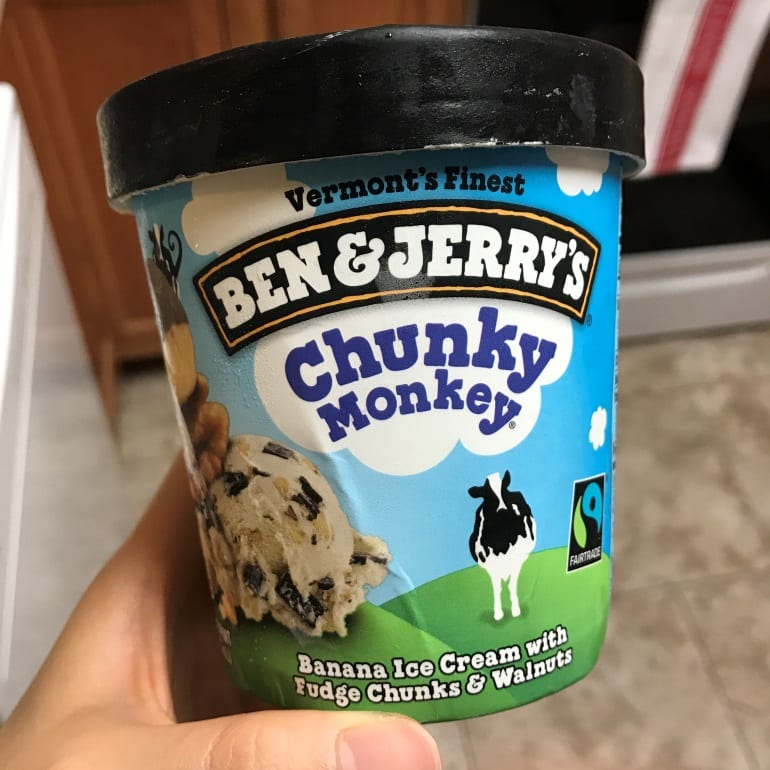 Vermont's Finest
BEN & JERRY'S®
Chunky
Monkey®
FAIRTRADE
Banana Ice Cream with
Fudge Chunks & Walnuts